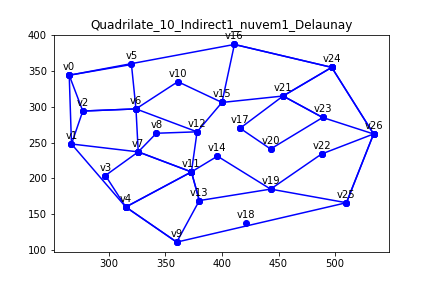 Quadrilate_10_Indirect1_nuvem1_Delaunay
400
350
300
250
200
150
100
300
350
400
450
500
v0
v1
v2
v3
v4
v5
v6
v7
v8
v9
v10
v11
v12
v13
v14
v15
v16
v17
v18
v19
v20
v21
v22
v23
v24
v25
v26